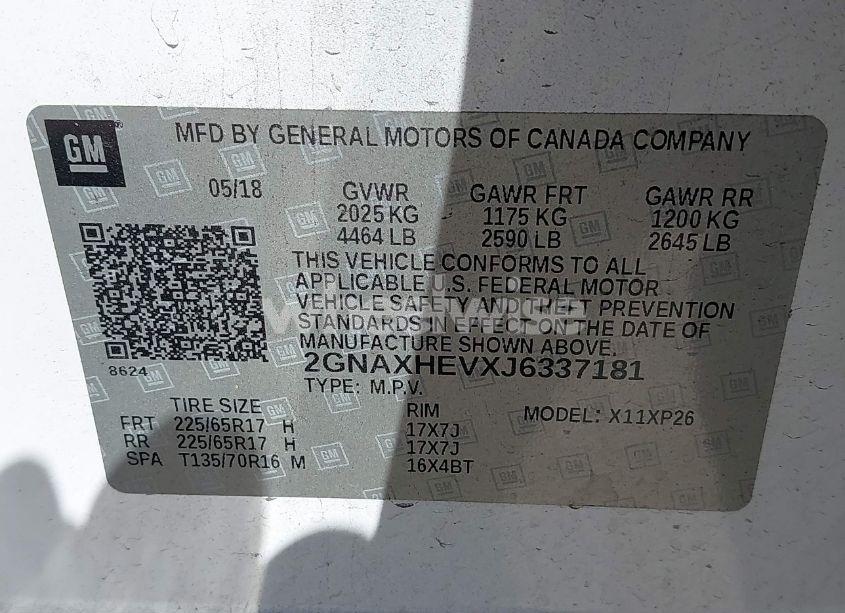 GM
MFD BY GENERAL MOTORS OF CANADA COMPANY
05/18 GVWR GAWR FRT GAWR RR
2025 KG 1175 KG 1200 KG
4464 LB 2590 LB 2645 LB
THIS VEHICLE CONFORMS TO ALL
APPLICABLE U.S. FEDERAL MOTOR
VEHICLE SAFETY AND THEFT PREVENTION
STANDARDS IN EFFECT ON THE DATE OF
MANUFACTURE SHOWN ABOVE.
8624
2GNAXHEVXJ6337181
TYPE: M.P.V.
TIRE SIZE RIM MODEL: X11XP26
FRT 225/65R17 H 17X7J
RR 225/65R17 H 17X7J
SPA T135/70R16 M 16X4BT